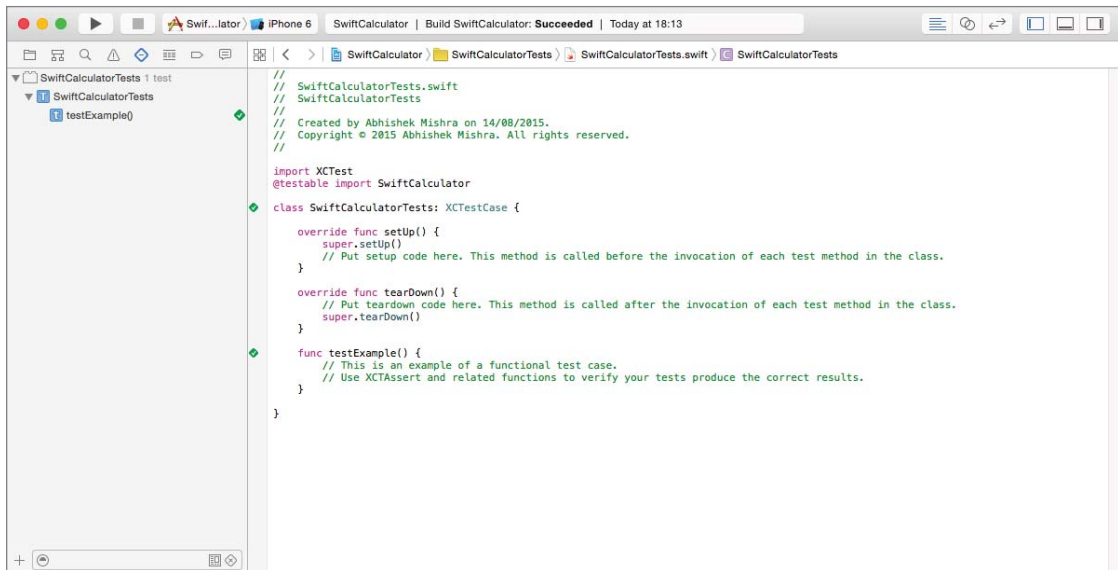 Swif...lator iPhone 6 SwiftCalculator | Build SwiftCalculator: Succeeded | Today at 18:13
SwiftCalculator SwiftCalculatorTests SwiftCalculatorTests.swift C SwiftCalculatorTests
SwiftCalculatorTests 1 test
T SwiftCalculatorTests
t testExample()
//
// SwiftCalculatorTests.swift
// SwiftCalculatorTests
//
// Created by Abhishek Mishra on 14/08/2015.
// Copyright © 2015 Abhishek Mishra. All rights reserved.
//
import XCTest
@testable import SwiftCalculator
class SwiftCalculatorTests: XCTestCase {
override func setUp() {
super.setUp()
// Put setup code here. This method is called before the invocation of each test method in the class.
}
override func tearDown() {
// Put teardown code here. This method is called after the invocation of each test method in the class.
super.tearDown()
}
func testExample() {
// This is an example of a functional test case.
// Use XCTAssert and related functions to verify your tests produce the correct results.
}
}